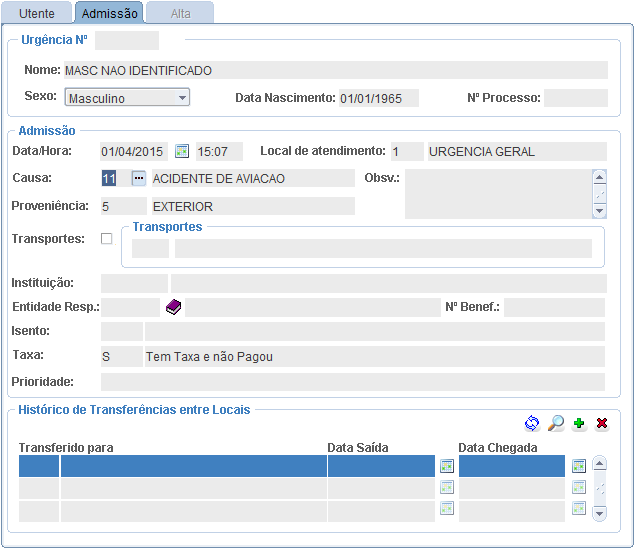 Utente Admissão Alta
Urgência Nº
Nome: MASC NAO IDENTIFICADO
Sexo: Masculino Data Nascimento: 01/01/1965 Nº Processo:
Admissão
Data/Hora: 01/04/2015 15:07 Local de atendimento: 1 URGENCIA GERAL
Causa: 11 ... ACIDENTE DE AVIACAO Obsv.:
Proveniência: 5 EXTERIOR
Transportes: Transportes
Instituição:
Entidade Resp.: Nº Benef.:
Isento:
Taxa: S Tem Taxa e não Pagou
Prioridade:
Histórico de Transferências entre Locais
Transferido para Data Saída Data Chegada